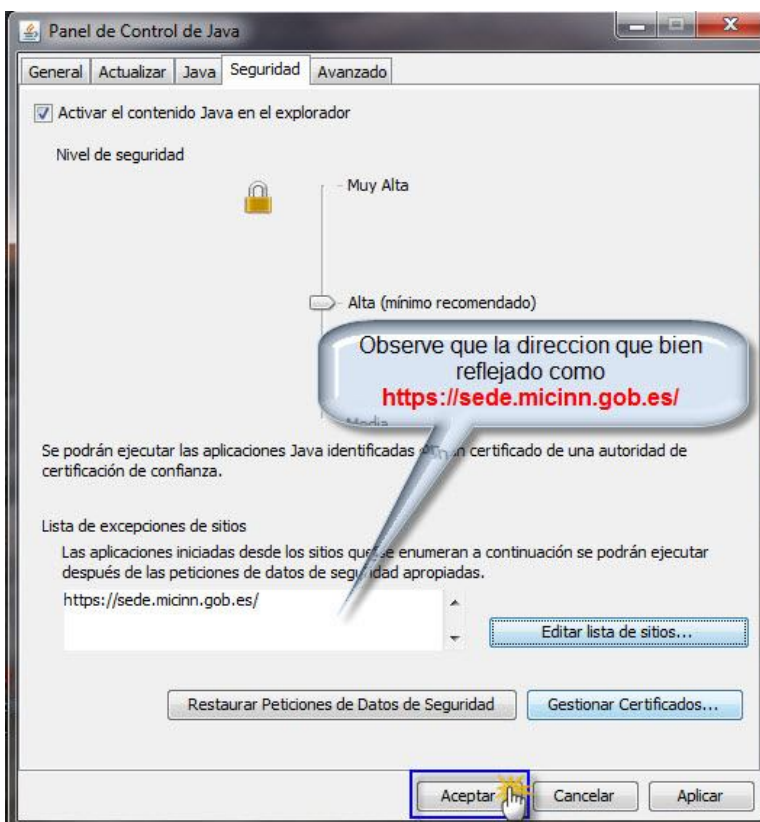 Panel de Control de Java
General Actualizar Java Seguridad Avanzado
Activar el contenido Java en el explorador
Nivel de seguridad
Muy Alta
Alta (mínimo recomendado)
Observe que la direccion que bien
reflejado como
https://sede.micinn.gob.es/
Media
Se podrán ejecutar las aplicaciones Java identificadas certificado de una autoridad de
certificación de confianza.
Lista de excepciones de sitios
Las aplicaciones iniciadas desde los sitios que se enumeran a continuación se podrán ejecutar
después de las peticiones de datos de seguridad apropiadas.
https://sede.micinn.gob.es/
Editar lista de sitios...
Restaurar Peticiones de Datos de Seguridad Gestionar Certificados...
Aceptar Cancelar Aplicar